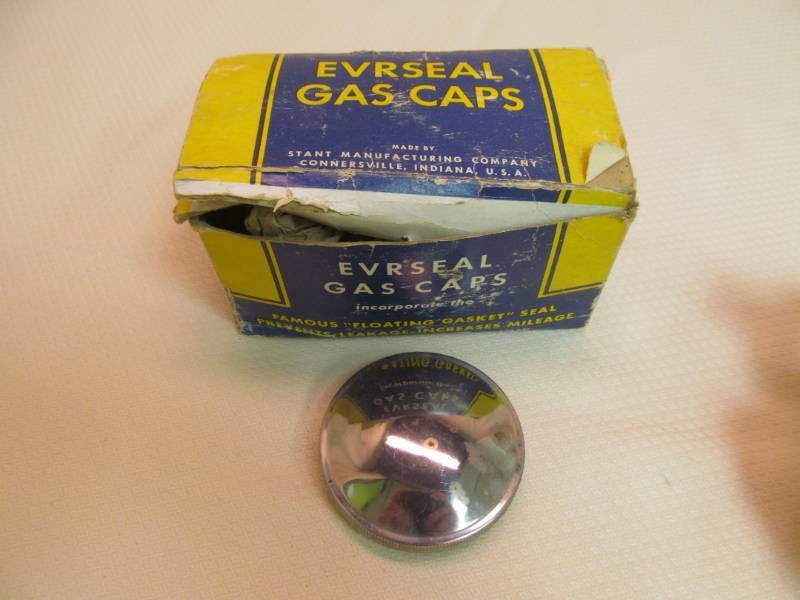 EVRSEAL
GAS CAPS
MADE BY
STANT MANUFACTURING COMPANY
CONNERSVILLE, INDIANA, U.S.A.
EVRSEAL
GAS CAPS
incorporate the
FAMOUS "FLOATING GASKET" SEAL
PREVENTS LEAKAGE-INCREASES MILEAGE